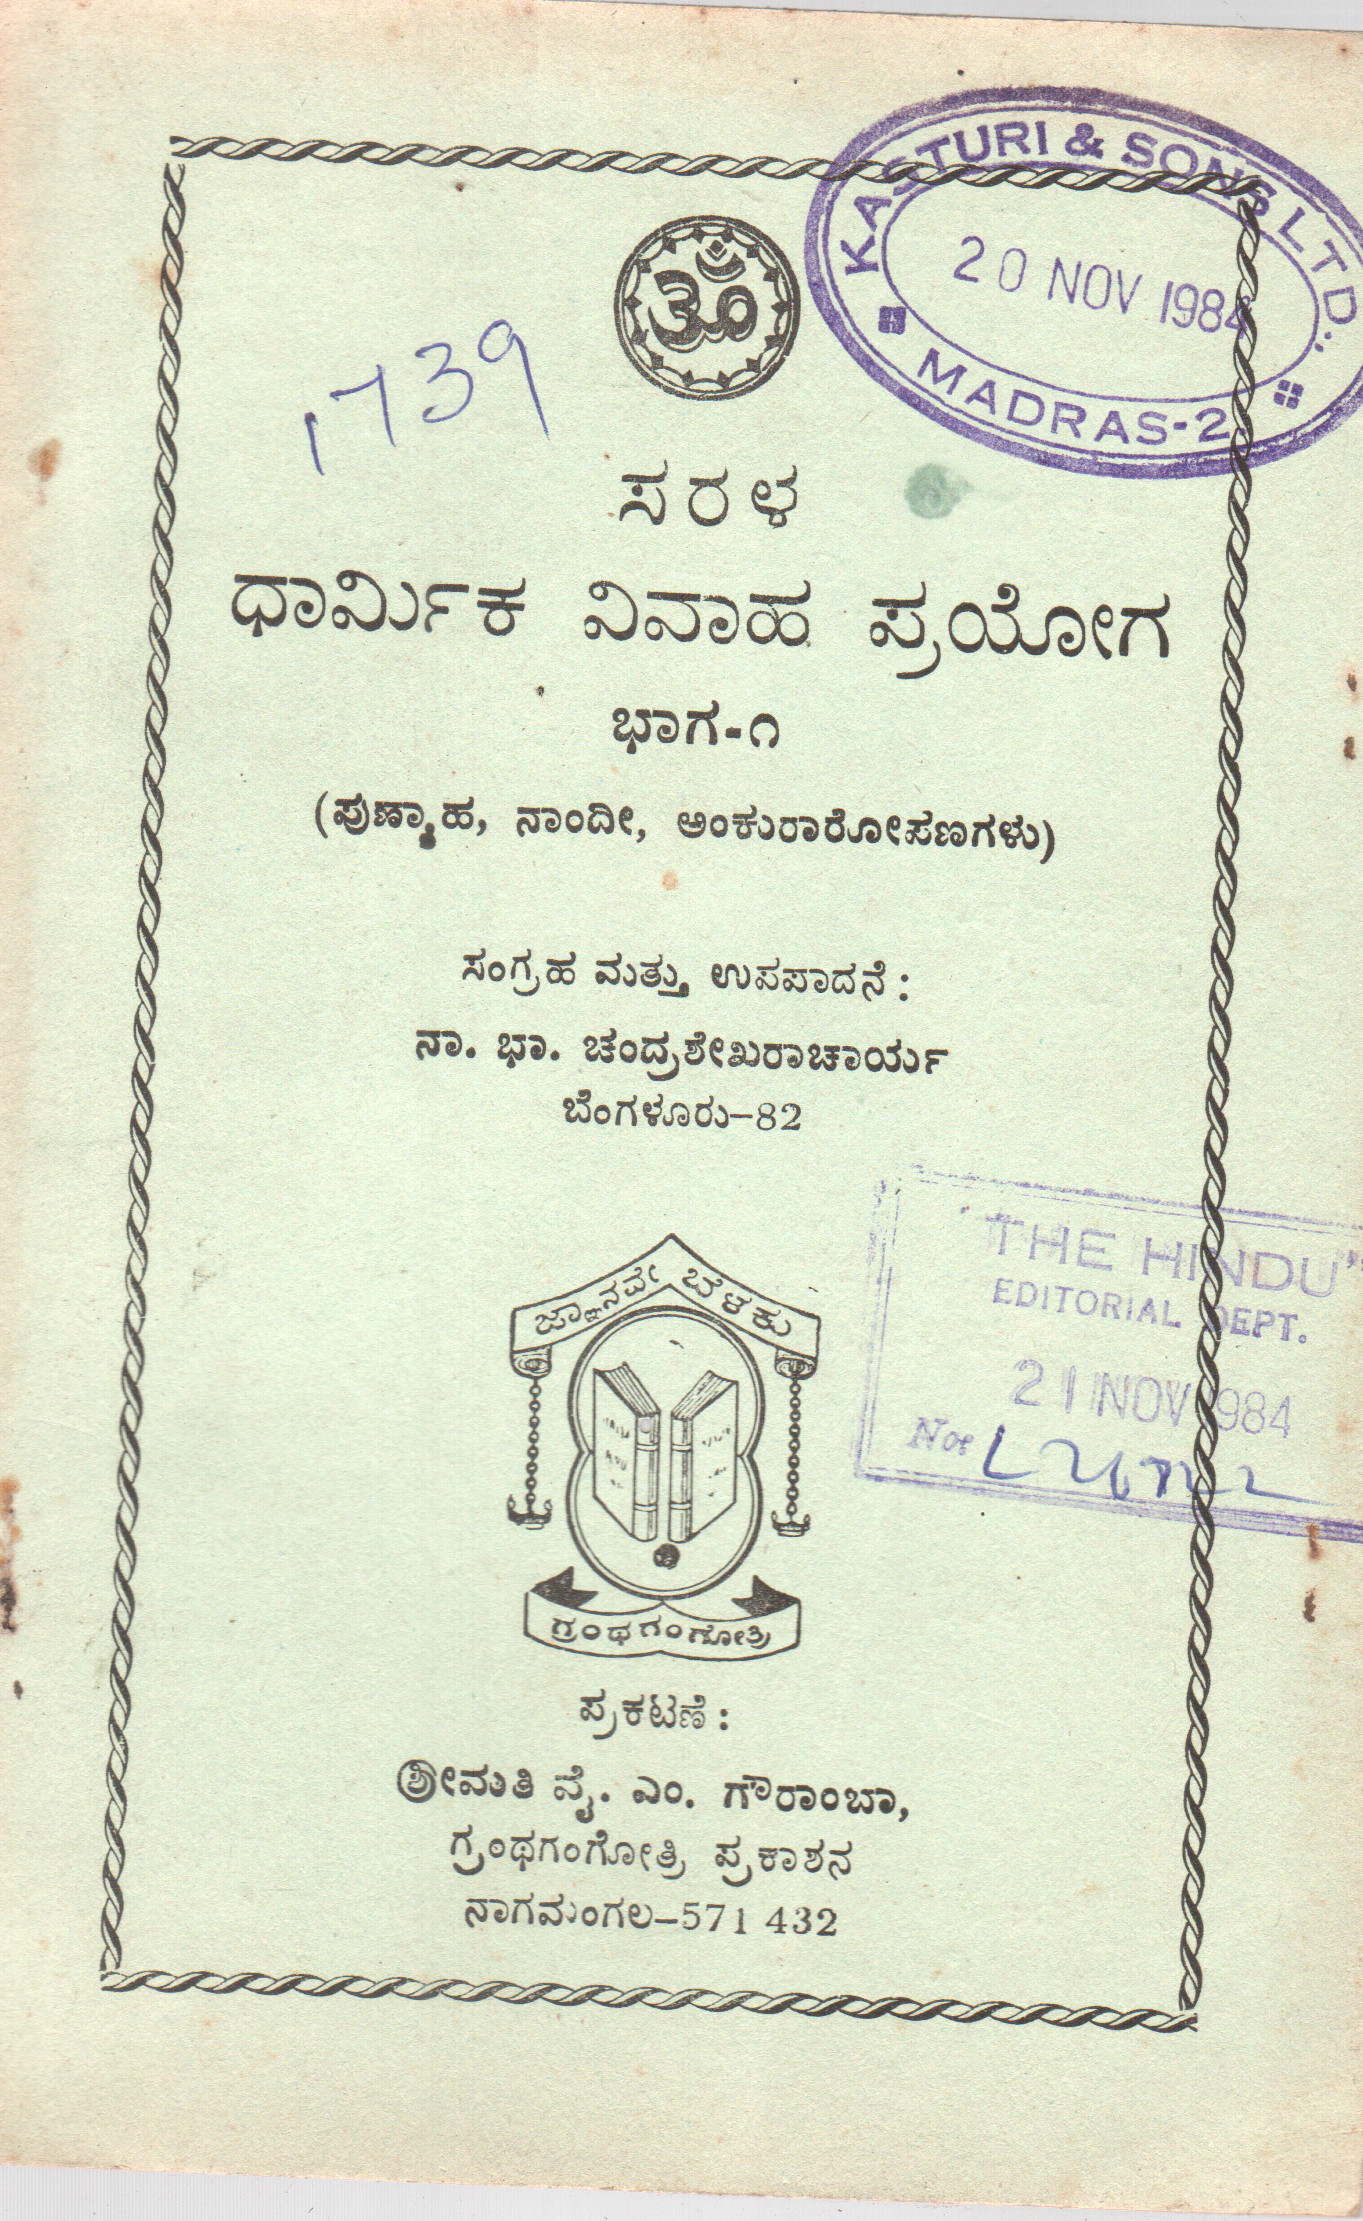 KASTURI & SONS LTD.,
20 NOV 1984
MADRAS-2
ಓಂ
1739
ಸರಳ
ಧಾರ್ಮಿಕ ವಿವಾಹ ಪ್ರಯೋಗ
ಭಾಗ-೧
(ಪುಣ್ಯಾಹ, ನಾಂದೀ, ಅಂಕುರಾರೋಪಣಗಳು)
ಸಂಗ್ರಹ ಮತ್ತು ಉಪಪಾದನೆ :
ನಾ. ಭಾ. ಚಂದ್ರಶೇಖರಾಚಾರ್ಯ
ಬೆಂಗಳೂರು-82
"THE HINDU"
EDITORIAL DEPT.
21 NOV 1984
No:
ಜ್ಞಾನವೇ ಬೆಳಕು
ಗ್ರಂಥಗಂಗೋತ್ರಿ
ಪ್ರಕಟಣೆ :
ಶ್ರೀಮತಿ ವೈ. ಎಂ. ಗೌರಾಂಬಾ,
ಗ್ರಂಥಗಂಗೋತ್ರಿ ಪ್ರಕಾಶನ
ನಾಗಮಂಗಲ-571 432